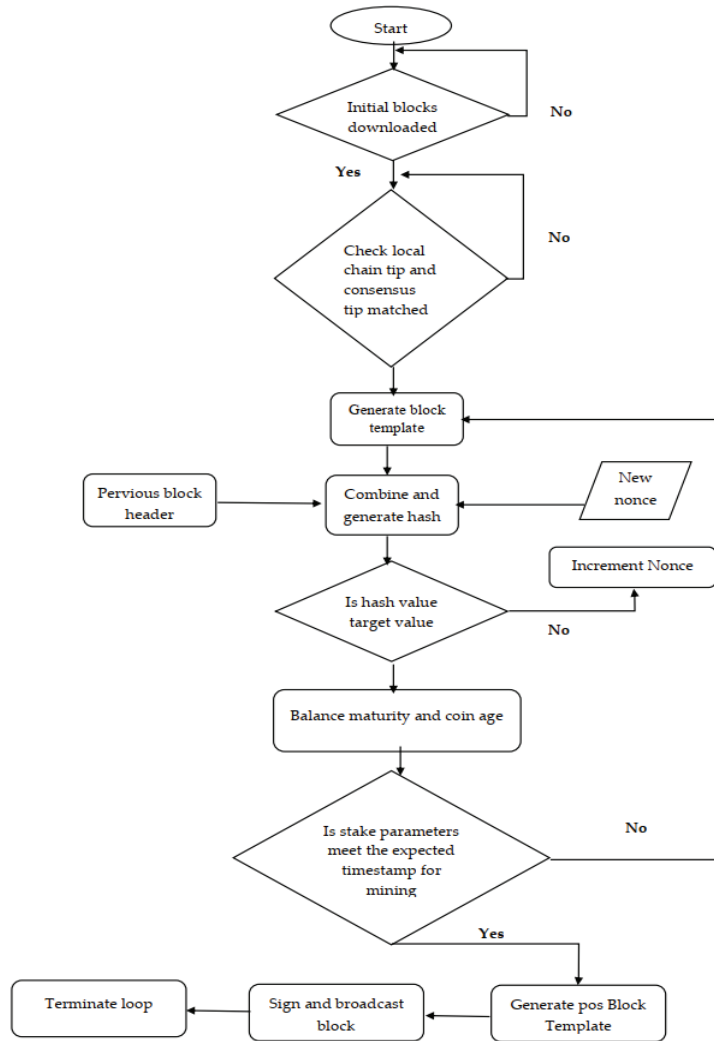 Start
Initial blocks
downloaded
No
Yes
No
Check local
chain tip and
consensus
tip matched
Generate block
template
Pervious block
header
Combine and
generate hash
New
nonce
Increment Nonce
Is hash value
target value
No
Balance maturity and coin age
Is stake parameters
meet the expected
timestamp for
mining
No
Yes
Terminate loop
Sign and broadcast
block
Generate pos Block
Template